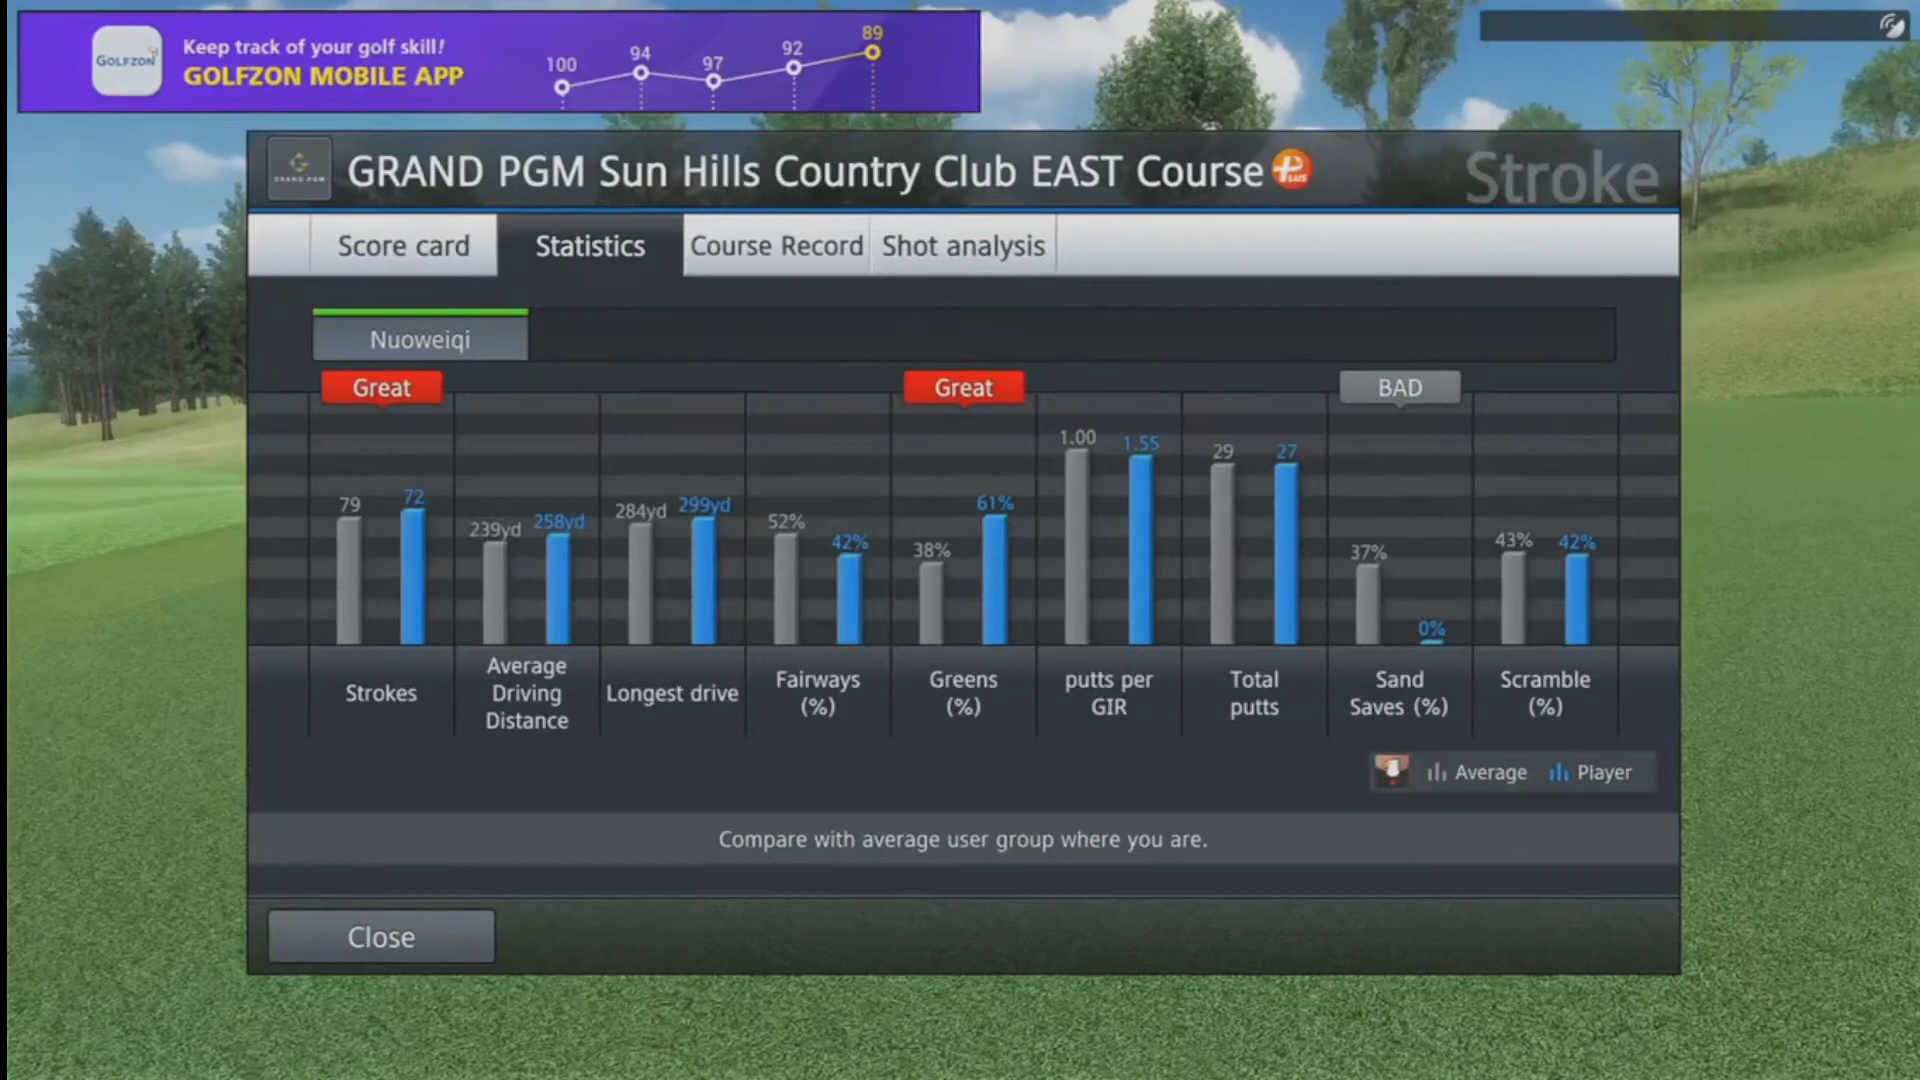 GOLFZON
Keep track of your golf skill!
GOLFZON MOBILE APP
100
94
97
92
89
GRAND PGM
GRAND PGM Sun Hills Country Club EAST Course
PLUS
Stroke
Score card
Statistics
Course Record
Shot analysis
Nuoweiqi
Great
Great
BAD
79
72
239yd
258yd
284yd
299yd
52%
42%
38%
61%
1.00
1.55
29
27
37%
0%
43%
42%
Strokes
Average
Driving
Distance
Longest drive
Fairways
(%)
Greens
(%)
putts per
GIR
Total
putts
Sand
Saves (%)
Scramble
(%)
Average
Player
Compare with average user group where you are.
Close